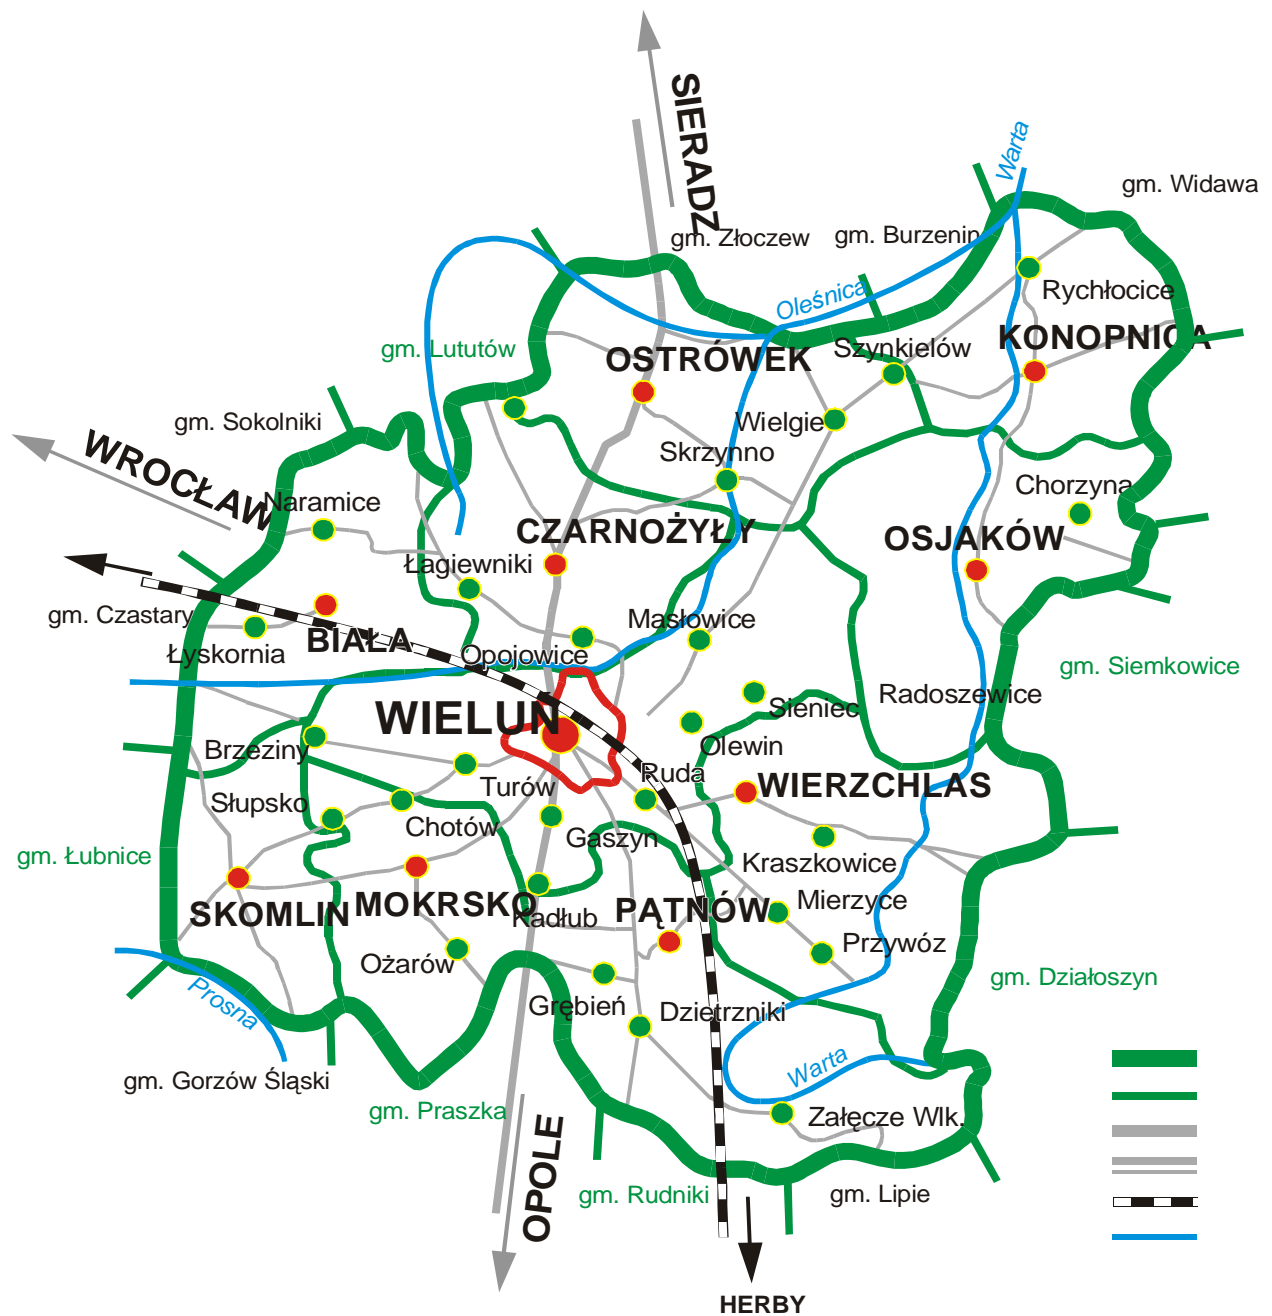 SIERADZ
Warta
gm. Widawa
gm. Złoczew
gm. Burzenin
Rychłocice
Oleśnica
KONOPNICA
gm. Lututów
OSTRÓWEK
Szynkielów
gm. Sokolniki
Wielgie
WROCŁAW
Skrzynno
Naramice
Chorzyna
CZARNOŻYŁY
OSJAKÓW
Łagiewniki
gm. Czastary
Masłowice
BIAŁA
Łyskornia
Opojowice
gm. Siemkowice
Radoszewice
Sieniec
WIELUŃ
Brzeziny
Olewin
Ruda
Turów
WIERZCHLAS
Słupsko
Chotów
Gaszyn
gm. Łubnice
Kraszkowice
Mierzyce
SKOMLIN
MOKRSKO
Kadłub
PĄTNÓW
Przywóz
Ożarów
gm. Działoszyn
Prosna
Grębień
Dzietrzniki
Warta
gm. Gorzów Śląski
gm. Praszka
Załęcze Wlk.
OPOLE
gm. Rudniki
gm. Lipie
HERBY